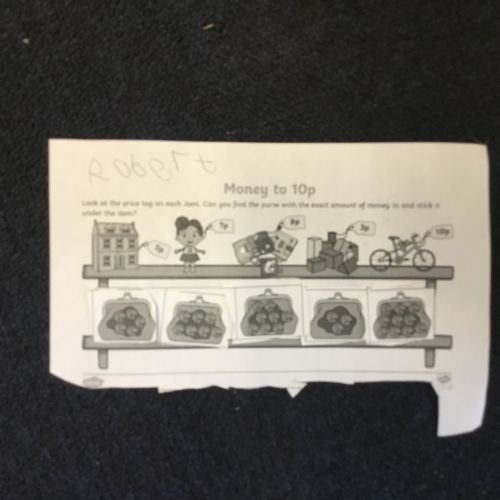 Robert
Money to 10p
Look at the price tag on each item. Can you find the purse with the exact amount of money in and stick it
under the item?
5p
7p
8p
3p
10p